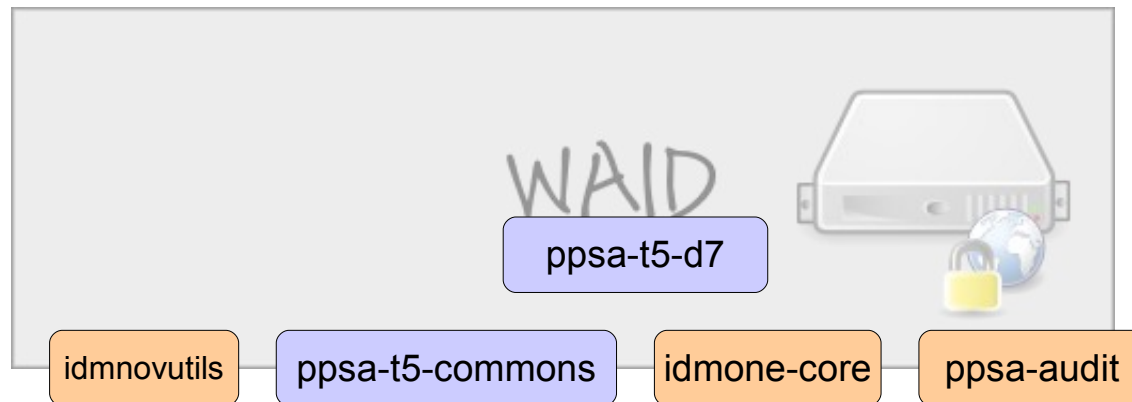 WAID
ppsa-t5-d7
idmnovutils
ppsa-t5-commons
idmone-core
ppsa-audit